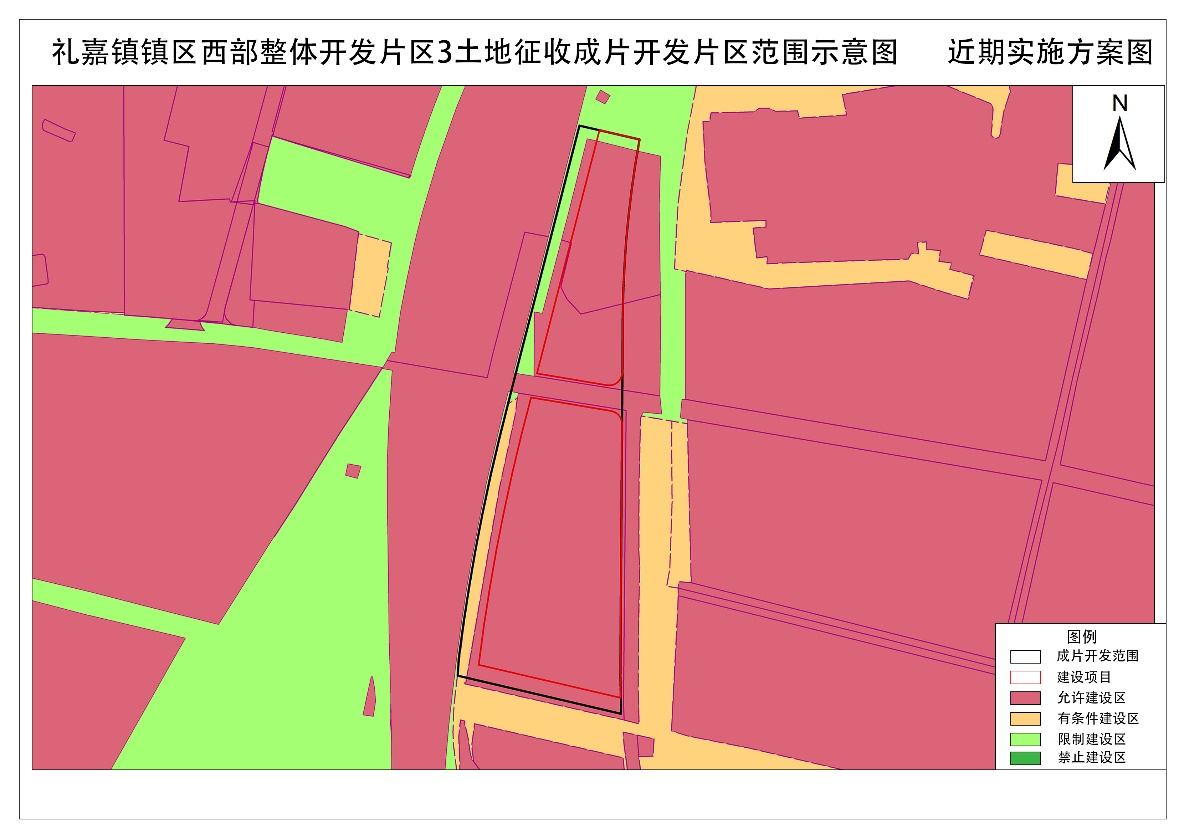 礼嘉镇镇区西部整体开发片区3土地征收成片开发片区范围示意图 近期实施方案图
N
图例
成片开发范围
建设项目
允许建设区
有条件建设区
限制建设区
禁止建设区